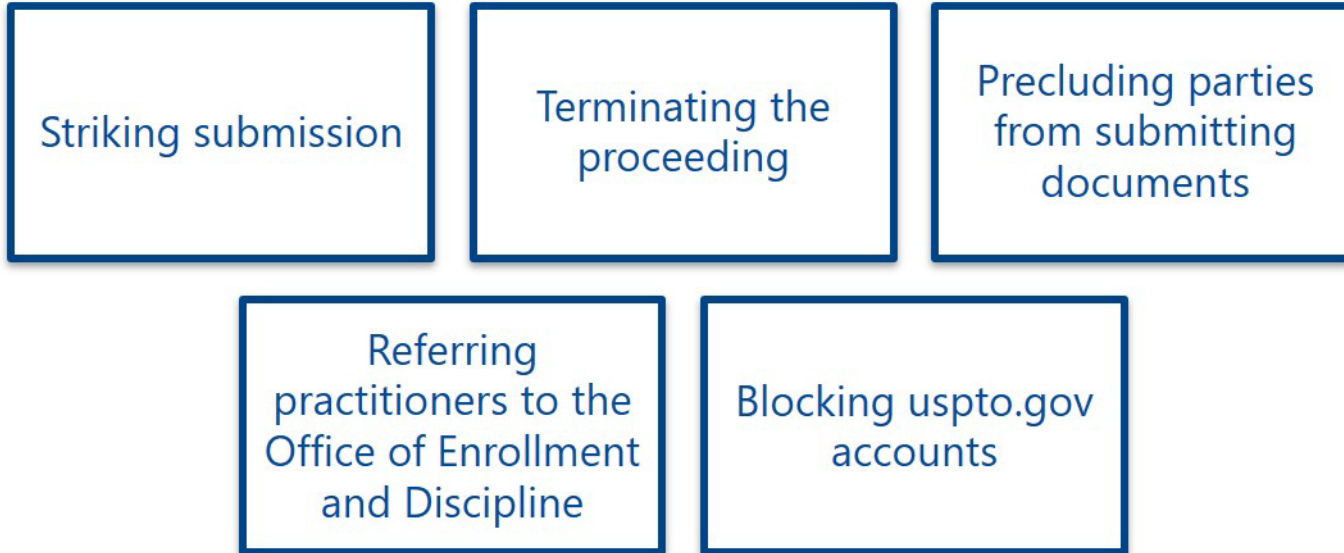 Striking submission
Terminating the
proceeding
Precluding parties
from submitting
documents
Referring
practitioners to the
Office of Enrollment
and Discipline
Blocking uspto.gov
accounts